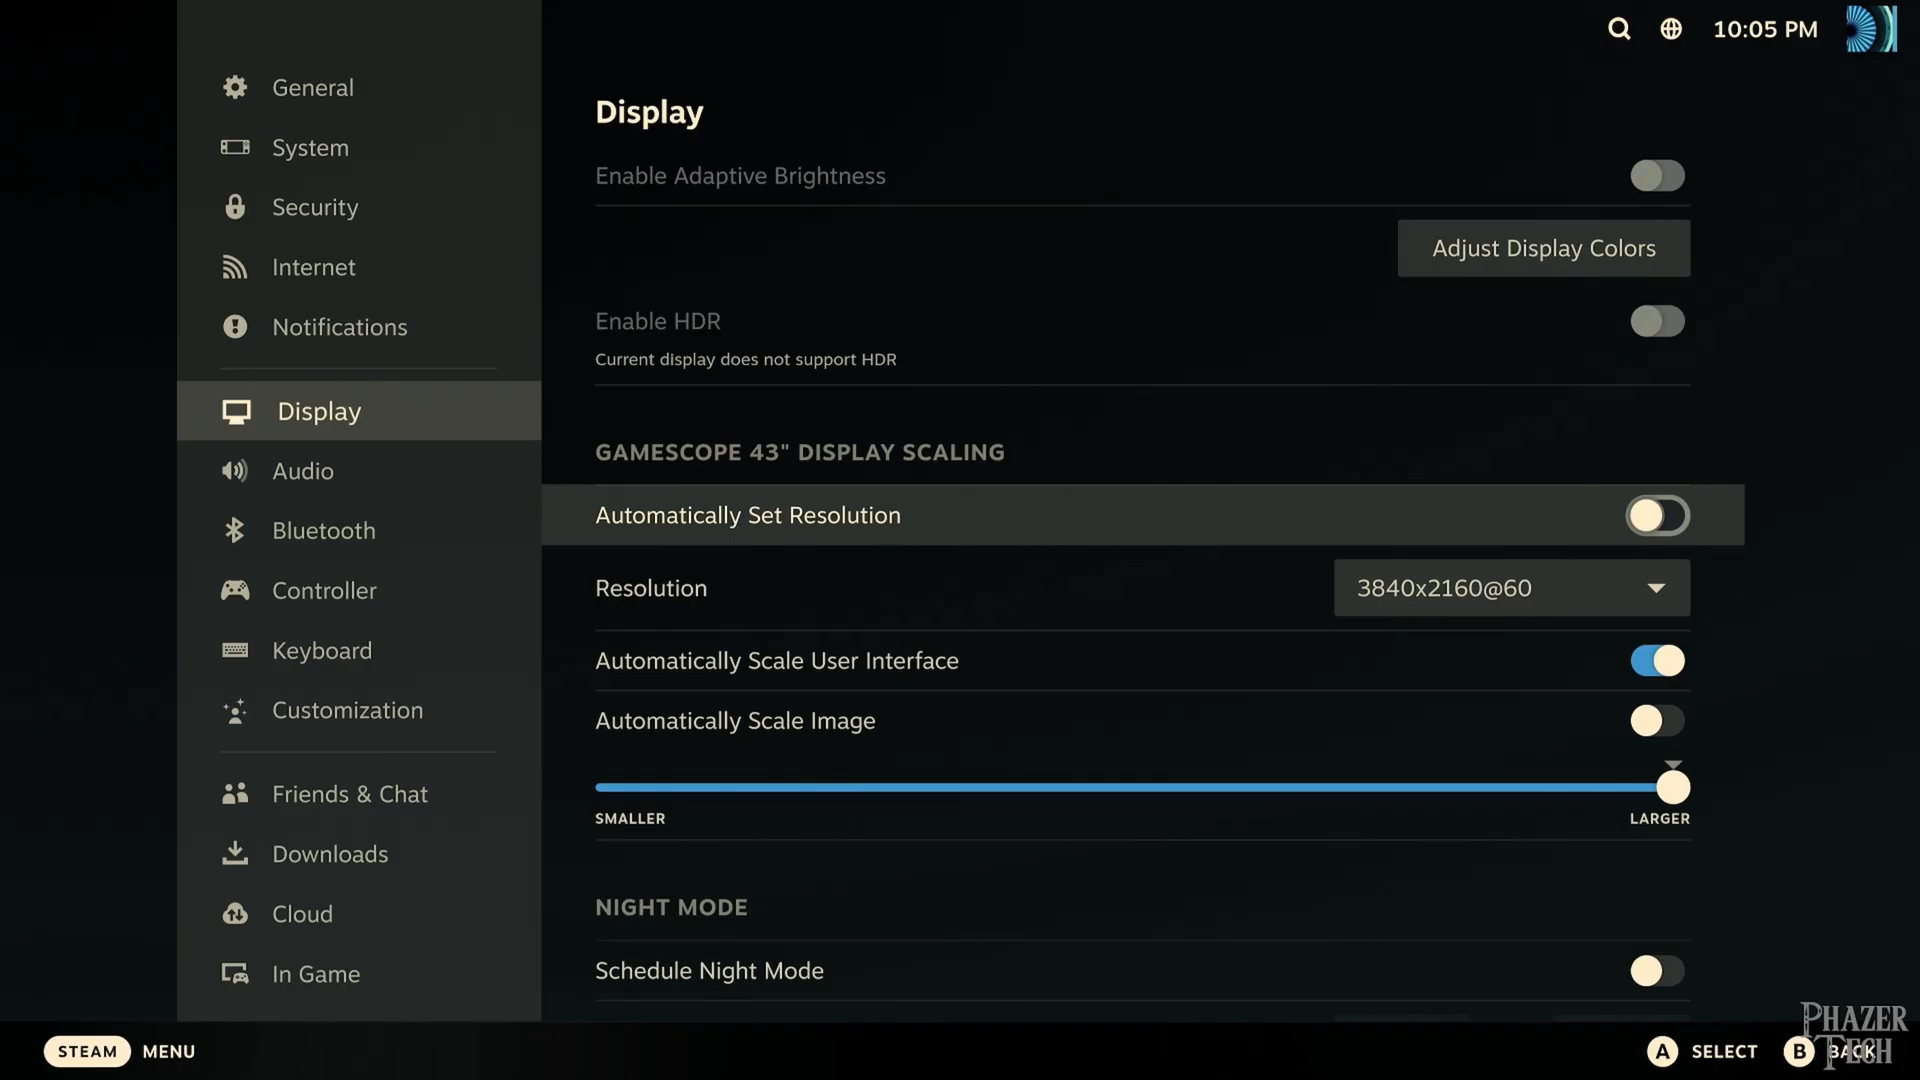 10:05 PM
General
System
Security
Internet
Notifications
Display
Audio
Bluetooth
Controller
Keyboard
Customization
Friends & Chat
Downloads
Cloud
In Game
Display
Enable Adaptive Brightness
Adjust Display Colors
Enable HDR
Current display does not support HDR
GAMESCOPE 43" DISPLAY SCALING
Automatically Set Resolution
Resolution
3840x2160@60
Automatically Scale User Interface
Automatically Scale Image
SMALLER
LARGER
NIGHT MODE
Schedule Night Mode
STEAM MENU
A SELECT
B BACK
PHAZER
TECH